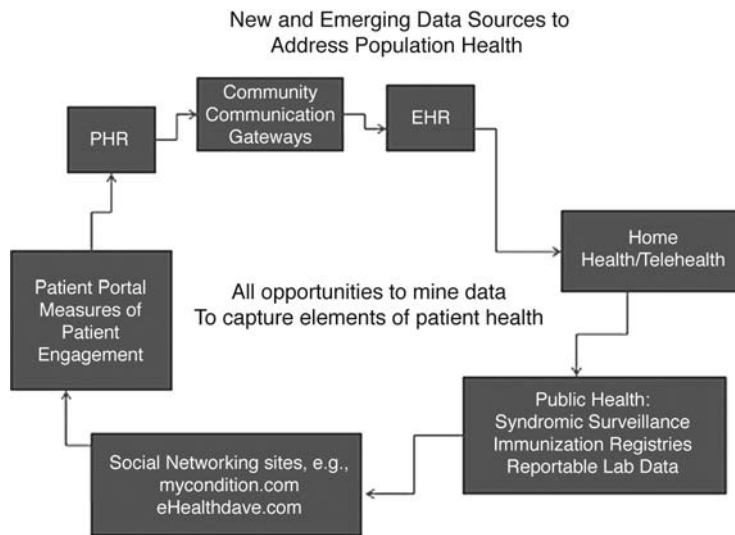 New and Emerging Data Sources to
Address Population Health
Community
Communication
Gateways
PHR
EHR
Home
Health/Telehealth
Patient Portal
Measures of
Patient
Engagement
All opportunities to mine data
To capture elements of patient health
Public Health:
Syndromic Surveillance
Immunization Registries
Reportable Lab Data
Social Networking sites, e.g.,
mycondition.com
eHealthdave.com